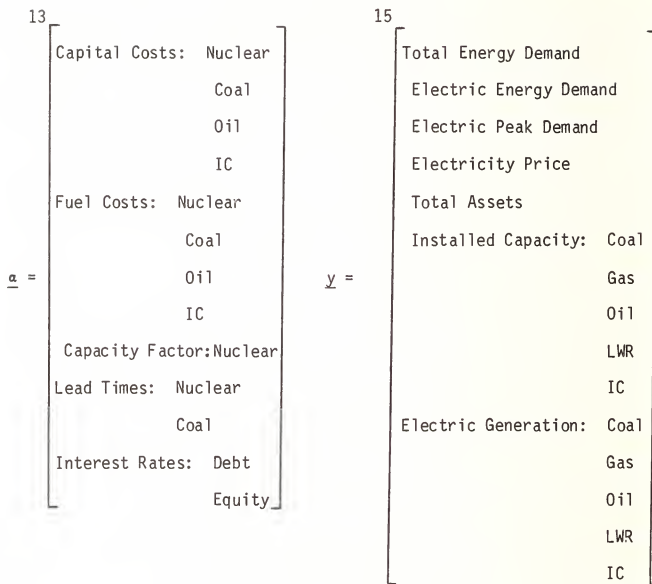 13
Capital Costs: Nuclear
Coal
Oil
IC
Fuel Costs: Nuclear
Coal
Oil
IC
Capacity Factor:Nuclear
Lead Times: Nuclear
Coal
Interest Rates: Debt
Equity
α =
15
Total Energy Demand
Electric Energy Demand
Electric Peak Demand
Electricity Price
Total Assets
Installed Capacity: Coal
Gas
Oil
LWR
IC
Electric Generation: Coal
Gas
Oil
LWR
IC
y =